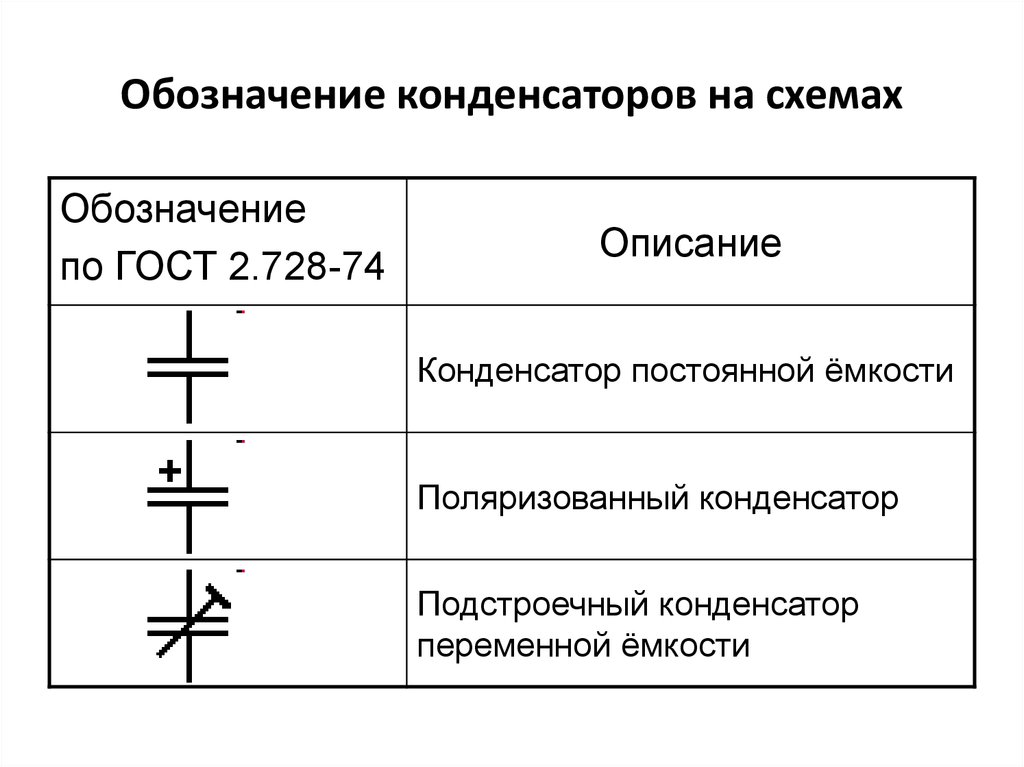 Обозначение конденсаторов на схемах
Обозначение
по ГОСТ 2.728-74
Описание
Конденсатор постоянной ёмкости
+
Поляризованный конденсатор
Подстроечный конденсатор
переменной ёмкости